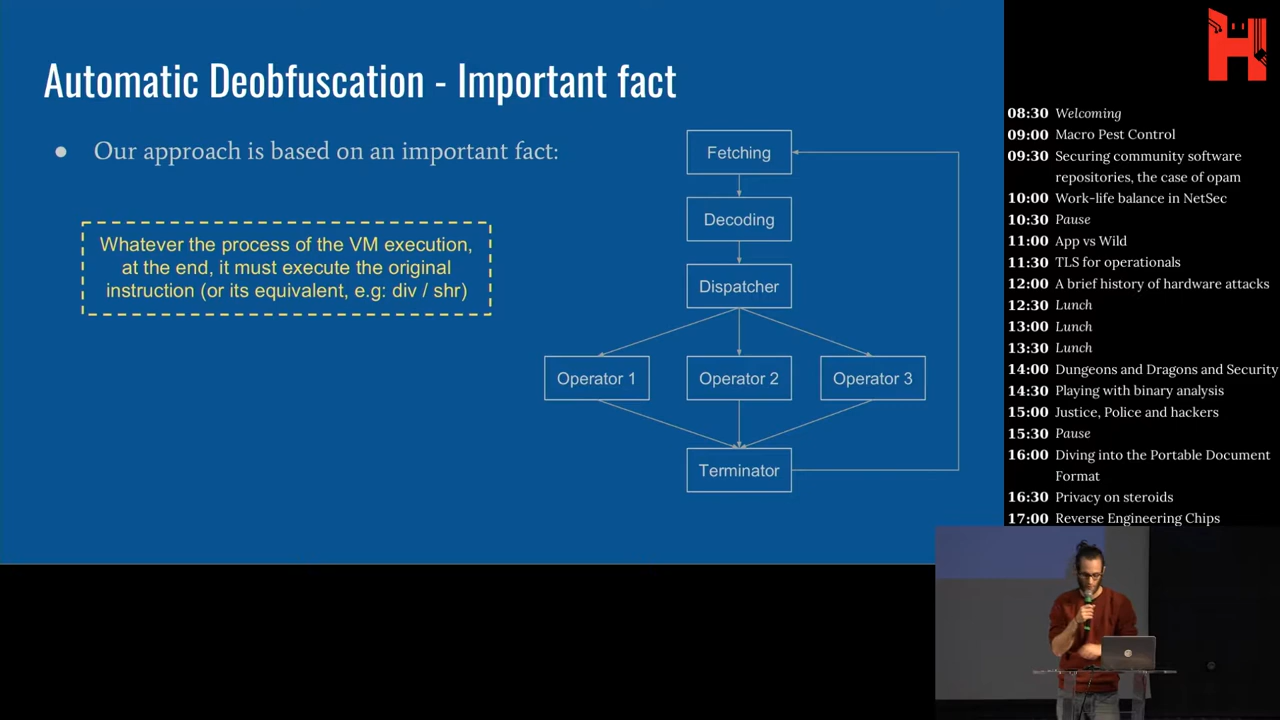 Automatic Deobfuscation - Important fact
● Our approach is based on an important fact:
Whatever the process of the VM execution,
at the end, it must execute the original
instruction (or its equivalent, e.g: div / shr)
Fetching
Decoding
Dispatcher
Operator 1
Operator 2
Operator 3
Terminator
08:30 Welcoming
09:00 Macro Pest Control
09:30 Securing community software
repositories, the case of opam
10:00 Work-life balance in NetSec
10:30 Pause
11:00 App vs Wild
11:30 TLS for operationals
12:00 A brief history of hardware attacks
12:30 Lunch
13:00 Lunch
13:30 Lunch
14:00 Dungeons and Dragons and Security
14:30 Playing with binary analysis
15:00 Justice, Police and hackers
15:30 Pause
16:00 Diving into the Portable Document
Format
16:30 Privacy on steroids
17:00 Reverse Engineering Chips